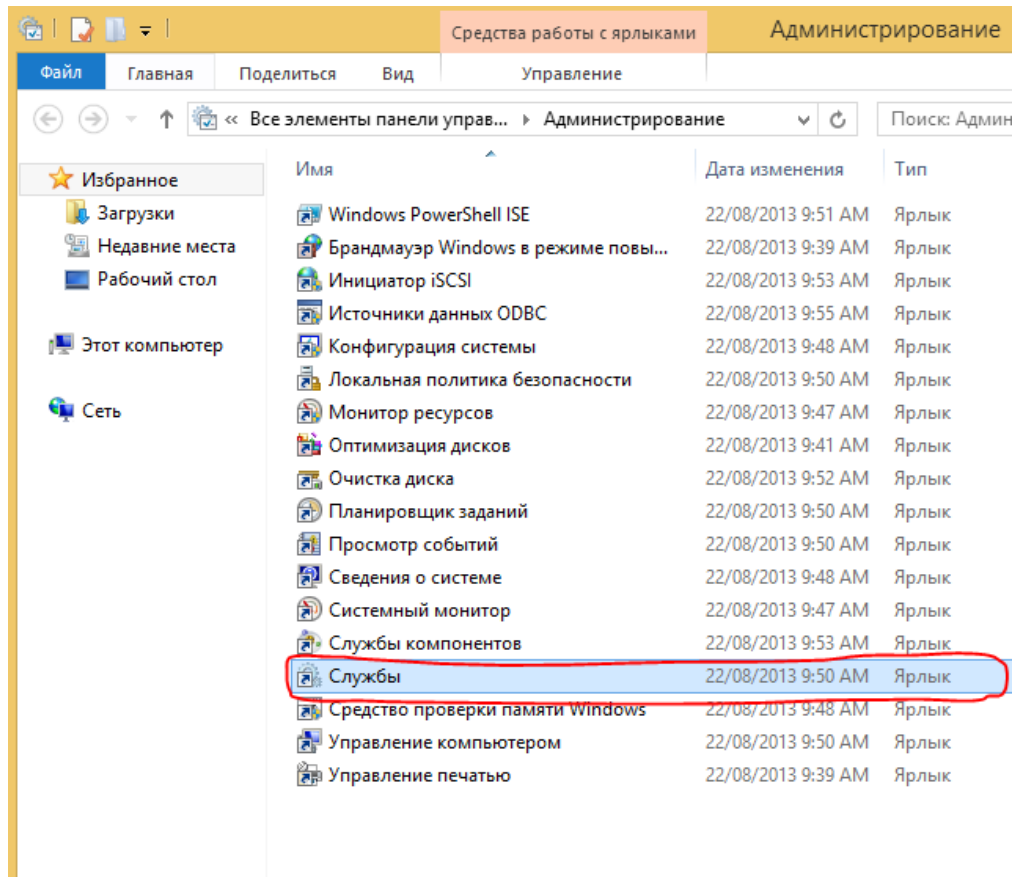 Средства работы с ярлыками
Администрирование
Файл Главная Поделиться Вид Управление
« Все элементы панели управ... Администрирование Поиск: Админ
Имя Дата изменения Тип
Избранное
Загрузки
Недавние места
Рабочий стол
Этот компьютер
Сеть
Windows PowerShell ISE 22/08/2013 9:51 AM Ярлык
Брандмауэр Windows в режиме повы... 22/08/2013 9:39 AM Ярлык
Инициатор iSCSI 22/08/2013 9:53 AM Ярлык
Источники данных ODBC 22/08/2013 9:55 AM Ярлык
Конфигурация системы 22/08/2013 9:48 AM Ярлык
Локальная политика безопасности 22/08/2013 9:50 AM Ярлык
Монитор ресурсов 22/08/2013 9:47 AM Ярлык
Оптимизация дисков 22/08/2013 9:41 AM Ярлык
Очистка диска 22/08/2013 9:52 AM Ярлык
Планировщик заданий 22/08/2013 9:50 AM Ярлык
Просмотр событий 22/08/2013 9:50 AM Ярлык
Сведения о системе 22/08/2013 9:48 AM Ярлык
Системный монитор 22/08/2013 9:47 AM Ярлык
Службы компонентов 22/08/2013 9:53 AM Ярлык
Службы 22/08/2013 9:50 AM Ярлык
Средство проверки памяти Windows 22/08/2013 9:48 AM Ярлык
Управление компьютером 22/08/2013 9:50 AM Ярлык
Управление печатью 22/08/2013 9:39 AM Ярлык